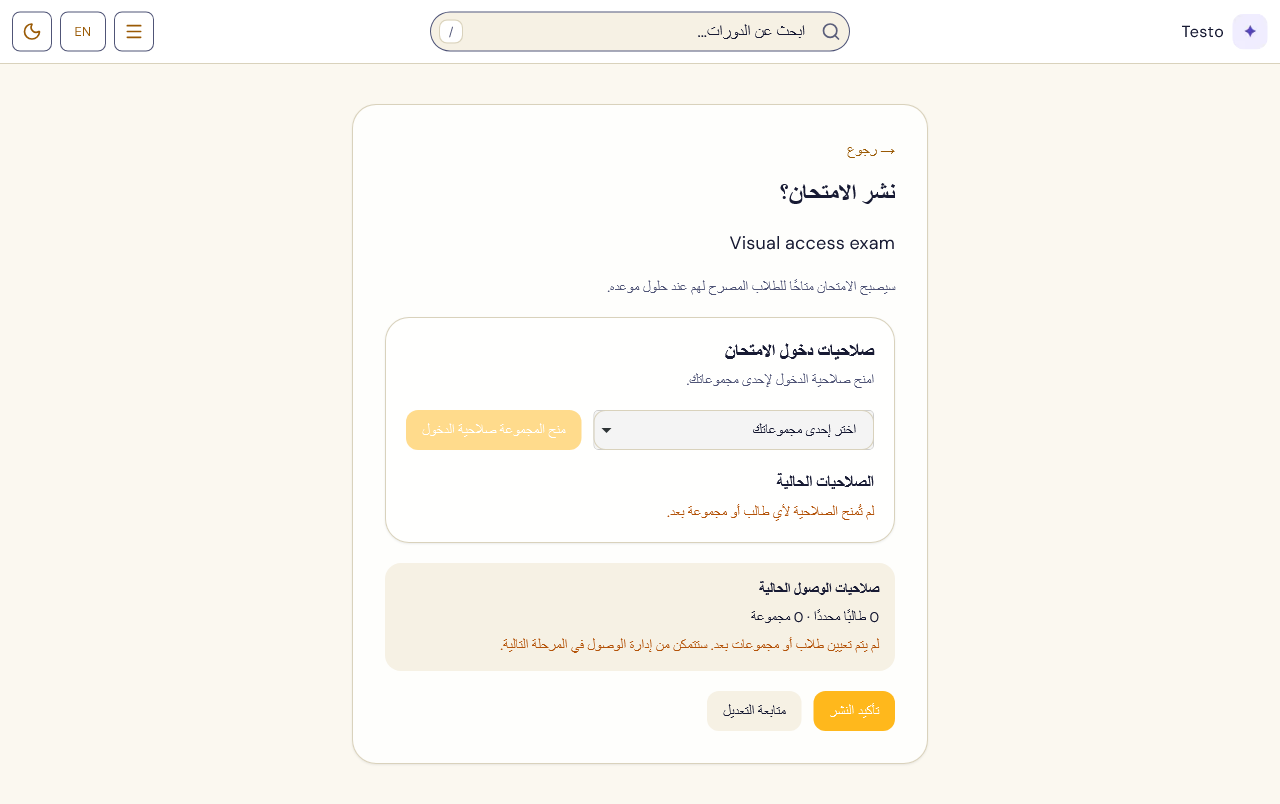 Testo
ابحث عن الدورات...
/
EN
→ رجوع
نشر الامتحان؟
Visual access exam
سيصبح الامتحان متاحًا للطلاب المصرح لهم عند حلول موعده.
صلاحيات دخول الامتحان
امنح صلاحية الدخول لإحدى مجموعاتك.
اختر إحدى مجموعاتك
منح المجموعة صلاحية الدخول
الصلاحيات الحالية
لم تُمنح الصلاحية لأي طالب أو مجموعة بعد.
صلاحيات الوصول الحالية
0 طالبًا محددًا · 0 مجموعة
لم يتم تعيين طلاب أو مجموعات بعد. ستتمكن من إدارة الوصول في المرحلة التالية.
تأكيد النشر
متابعة التعديل